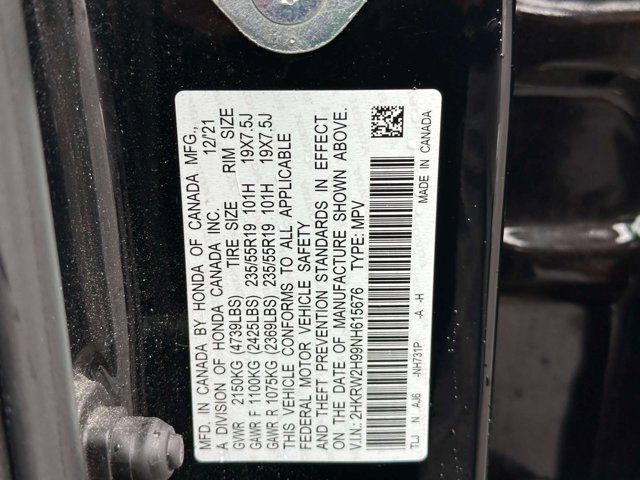 MFD. IN CANADA BY HONDA OF CANADA MFG.,
A DIVISION OF HONDA CANADA INC. 12/21
GVWR 2150KG (4739LBS) TIRE SIZE RIM SIZE
GAWR F 1100KG (2425LBS) 235/55R19 101H 19X7.5J
GAWR R 1075KG (2369LBS) 235/55R19 101H 19X7.5J
THIS VEHICLE CONFORMS TO ALL APPLICABLE
FEDERAL MOTOR VEHICLE SAFETY
AND THEFT PREVENTION STANDARDS IN EFFECT
ON THE DATE OF MANUFACTURE SHOWN ABOVE.
V.I.N.: 2HKRW2H99NH615676 TYPE: MPV
TLJ N AJ6 -NH731P -A -H MADE IN CANADA